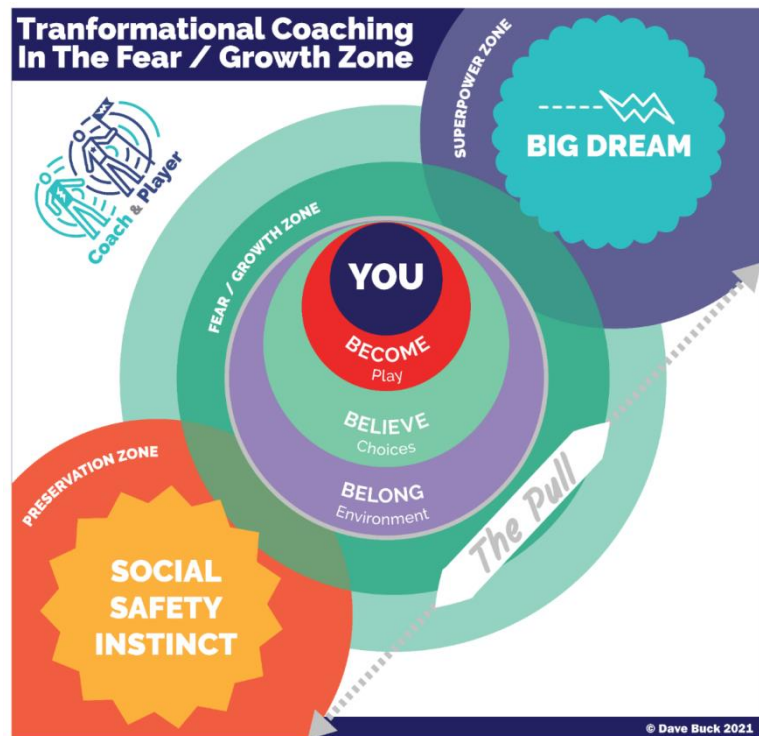 Tranformational Coaching
In The Fear / Growth Zone
Coach & Player
SUPERPOWER ZONE
BIG DREAM
FEAR / GROWTH ZONE
YOU
BECOME
Play
BELIEVE
Choices
BELONG
Environment
The Pull
PRESERVATION ZONE
SOCIAL
SAFETY
INSTINCT
© Dave Buck 2021